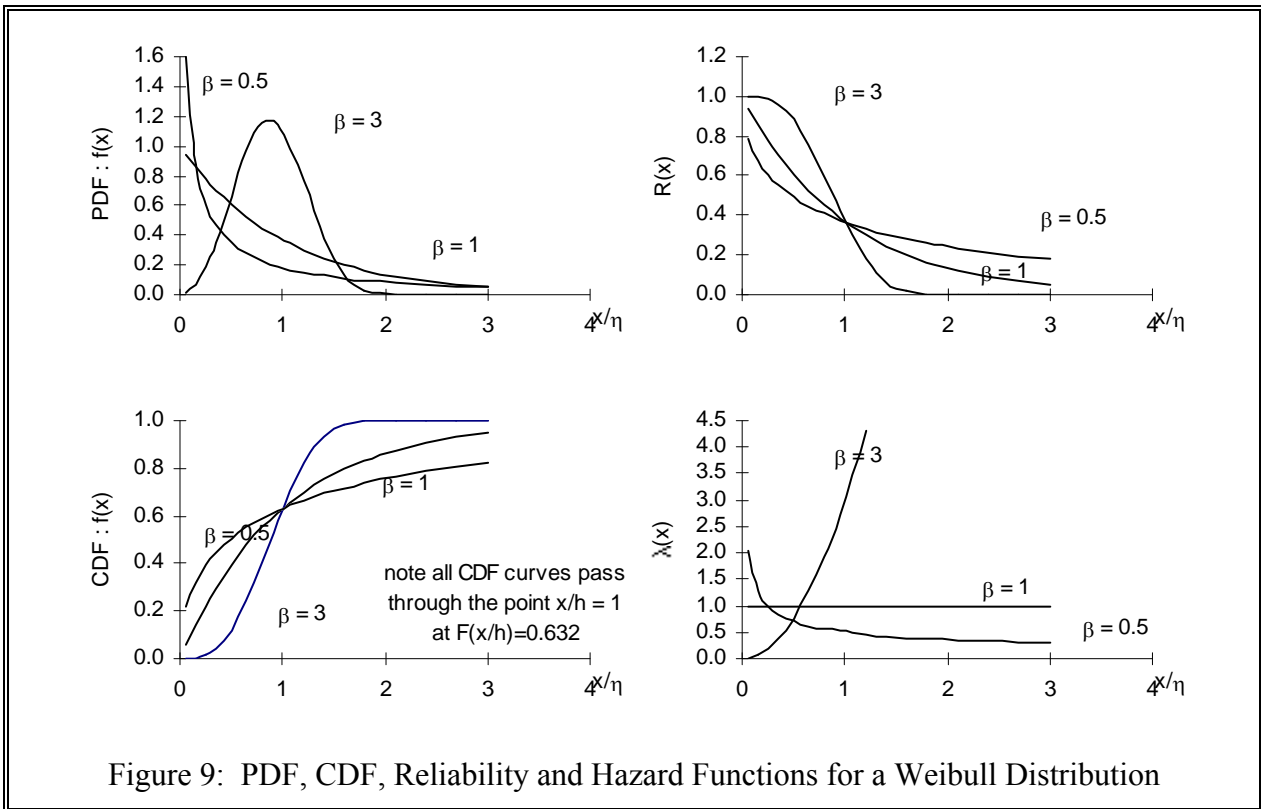 1.6
1.4
1.2
1.0
0.8
0.6
0.4
0.2
0.0
PDF : f(x)
β = 0.5
β = 3
β = 1
0 1 2 3 4
x/η
1.2
1.0
0.8
0.6
0.4
0.2
0.0
R(x)
β = 3
β = 0.5
β = 1
0 1 2 3 4
x/η
1.0
0.8
0.6
0.4
0.2
0.0
CDF : f(x)
β = 1
β = 0.5
β = 3
note all CDF curves pass
through the point x/h = 1
at F(x/h)=0.632
0 1 2 3 4
x/η
4.5
4.0
3.5
3.0
2.5
2.0
1.5
1.0
0.5
0.0
λ(x)
β = 3
β = 1
β = 0.5
0 1 2 3 4
x/η
Figure 9: PDF, CDF, Reliability and Hazard Functions for a Weibull Distribution